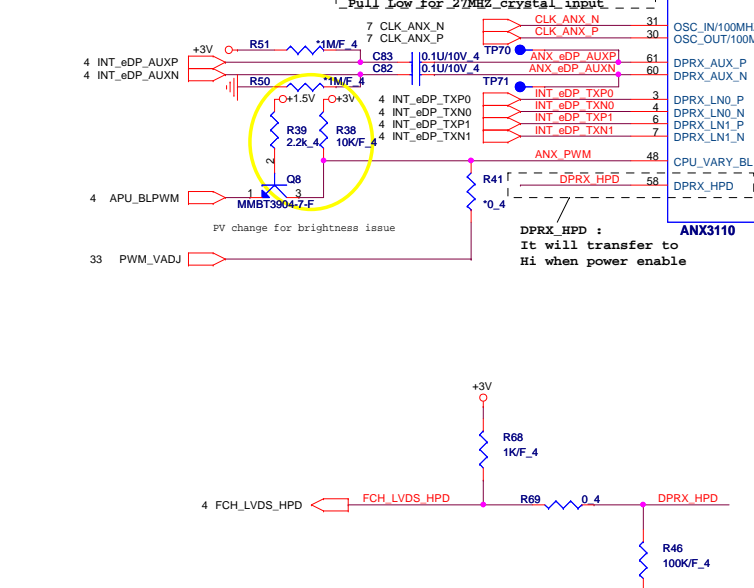 Pull Low for 27MHZ crystal input
7 CLK_ANX_N
CLK_ANX_N
31
OSC_IN/100MH
7 CLK_ANX_P
CLK_ANX_P
30
OSC_OUT/100M
+3V
R51
*1M/F_4
TP70
4 INT_eDP_AUXP
C83
0.1U/10V_4
ANX_eDP_AUXP
61
DPRX_AUX_P
4 INT_eDP_AUXN
C82
0.1U/10V_4
ANX_eDP_AUXN
60
DPRX_AUX_N
R50
*1M/F_4
TP71
+1.5V
+3V
4 INT_eDP_TXP0
INT_eDP_TXP0
3
DPRX_LN0_P
4 INT_eDP_TXN0
INT_eDP_TXN0
4
DPRX_LN0_N
4 INT_eDP_TXP1
INT_eDP_TXP1
6
DPRX_LN1_P
4 INT_eDP_TXN1
INT_eDP_TXN1
7
DPRX_LN1_N
R39
2.2k_4
R38
10K/F_4
2
ANX_PWM
48
CPU_VARY_BL
Q8
1
3
MMBT3904-7-F
4 APU_BLPWM
R41
*0_4
DPRX_HPD
58
DPRX_HPD
PV change for brightness issue
DPRX_HPD :
It will transfer to
Hi when power enable
ANX3110
33 PWM_VADJ
+3V
R68
1K/F_4
4 FCH_LVDS_HPD
FCH_LVDS_HPD
R69
0_4
DPRX_HPD
R46
100K/F_4